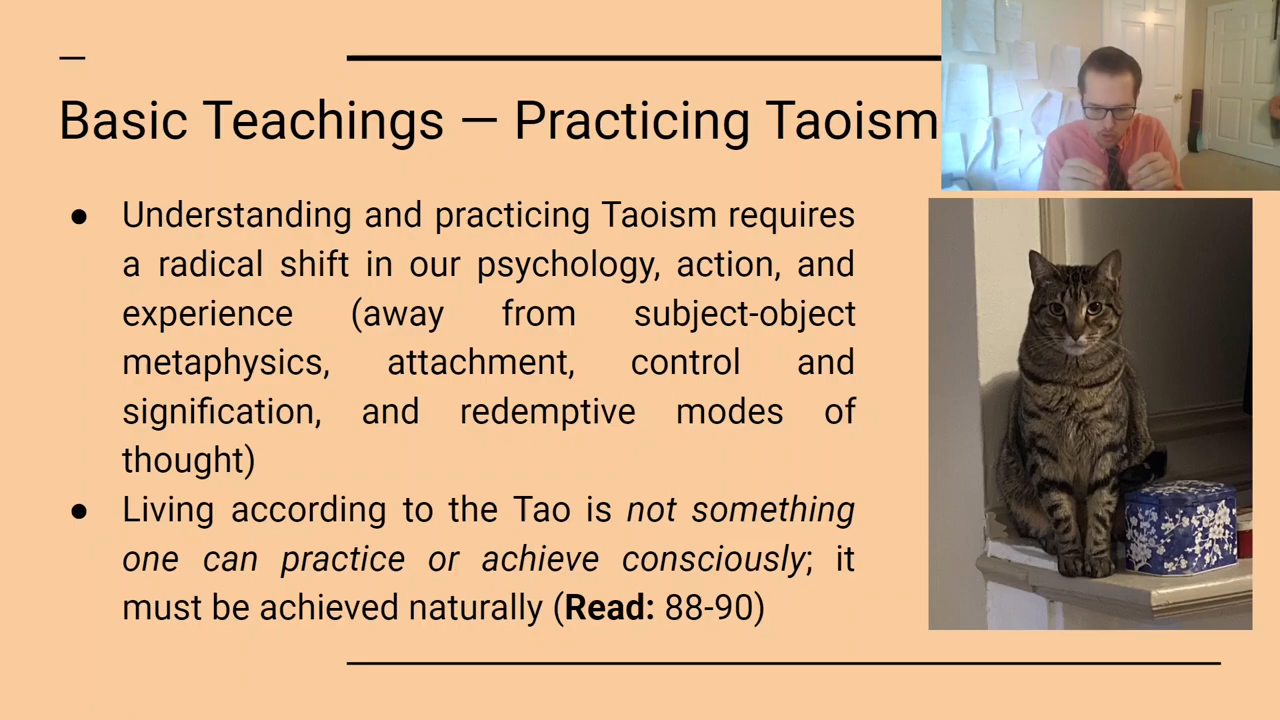 Basic Teachings — Practicing Taoism
● Understanding and practicing Taoism requires
a radical shift in our psychology, action, and
experience (away from subject-object
metaphysics, attachment, control and
signification, and redemptive modes of
thought)
● Living according to the Tao is not something
one can practice or achieve consciously; it
must be achieved naturally (Read: 88-90)